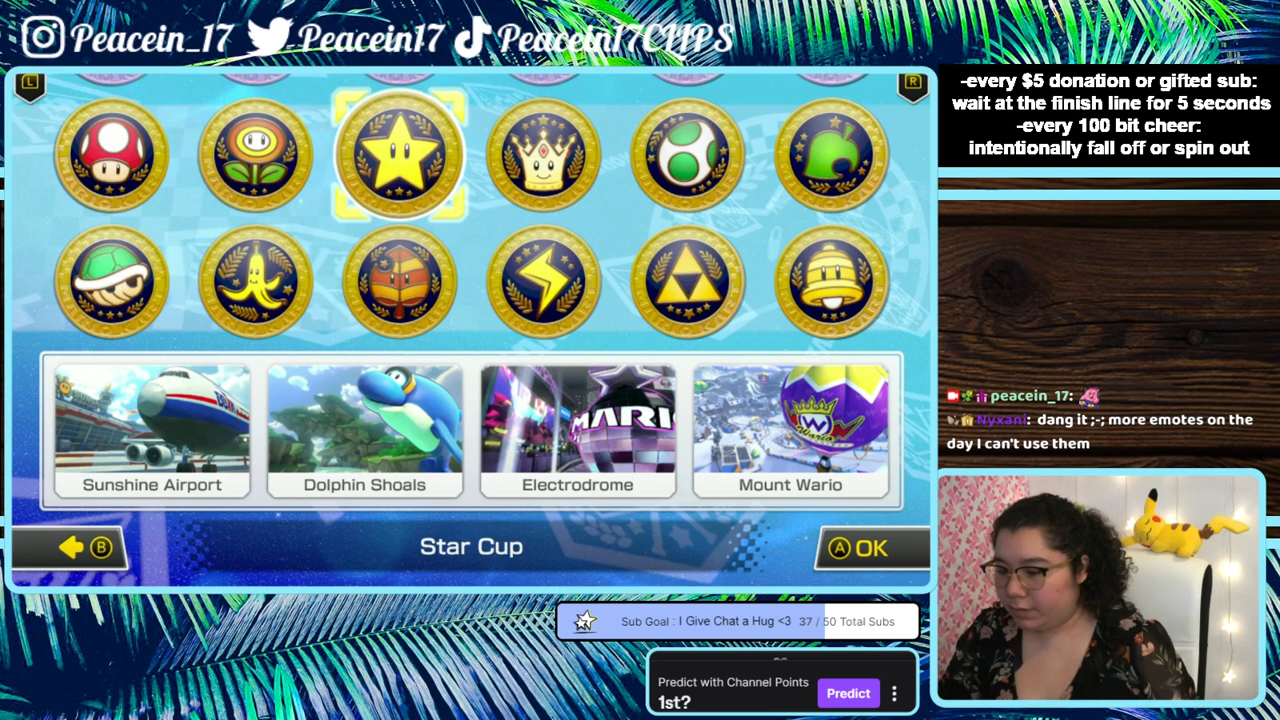 Peacein_17 Peacein17 Peacein17ClIPS
L
R
-every $5 donation or gifted sub:
wait at the finish line for 5 seconds
-every 100 bit cheer:
intentionally fall off or spin out
MARI
W
Wario
Sunshine Airport
Dolphin Shoals
Electrodrome
Mount Wario
B
Star Cup
A OK
peacein_17:
Nyxani: dang it ;-; more emotes on the
day I can't use them
Sub Goal : I Give Chat a Hug <3 37 / 50 Total Subs
Predict with Channel Points
1st?
Predict